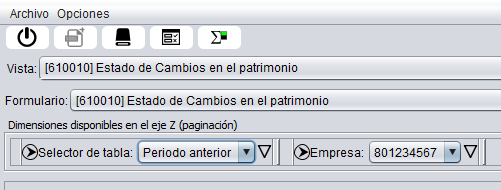 Archivo Opciones
Vista: [610010] Estado de Cambios en el patrimonio
Formulario: [610010] Estado de Cambios en el patrimonio
Dimensiones disponibles en el eje Z (paginación)
Selector de tabla: Periodo anterior Empresa: 801234567